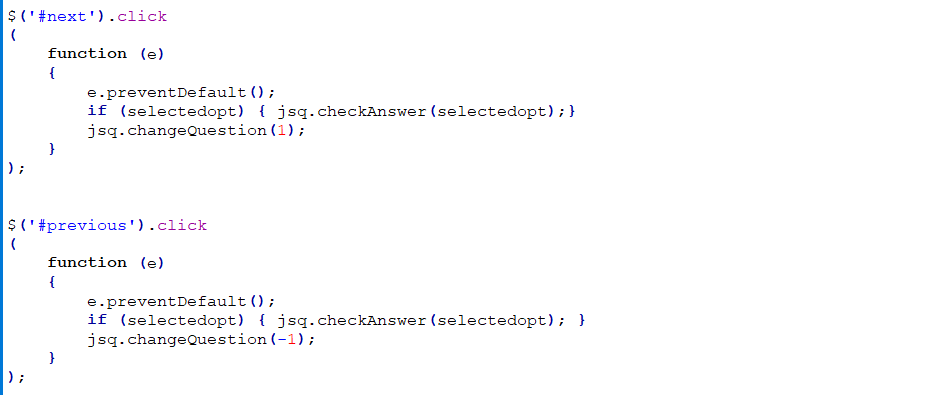 $('#next').click
(
    function (e)
    {
        e.preventDefault();
        if (selectedopt) { jsq.checkAnswer(selectedopt);}
        jsq.changeQuestion(1);
    }
);
$('#previous').click
(
    function (e)
    {
        e.preventDefault();
        if (selectedopt) { jsq.checkAnswer(selectedopt); }
        jsq.changeQuestion(-1);
    }
);